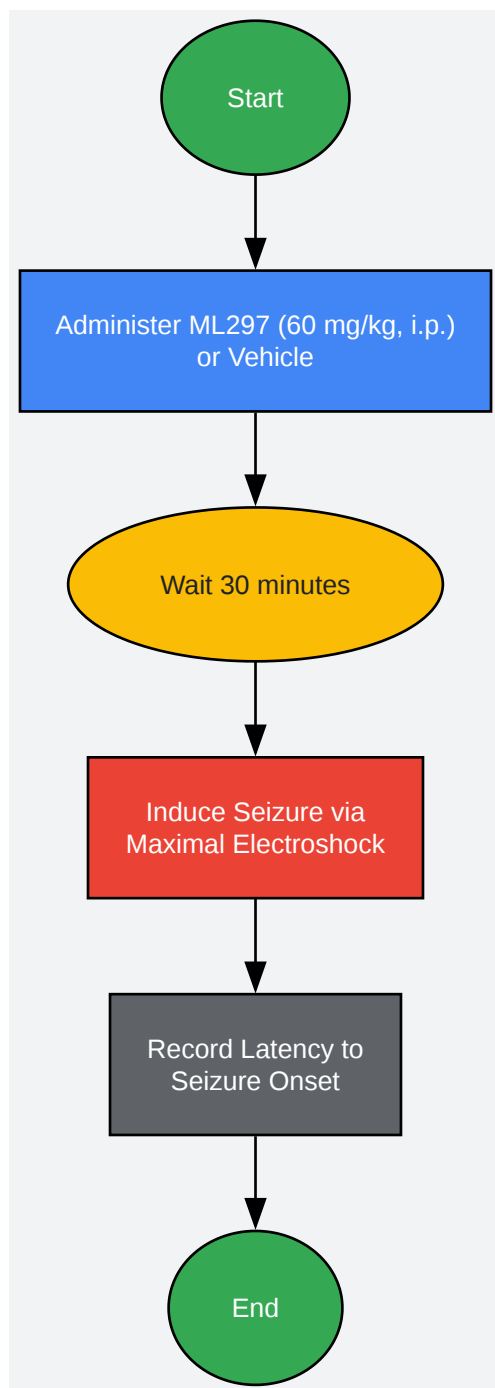 Start
Administer ML297 (60 mg/kg, i.p.)
or Vehicle
Wait 30 minutes
Induce Seizure via
Maximal Electroshock
Record Latency to
Seizure Onset
End